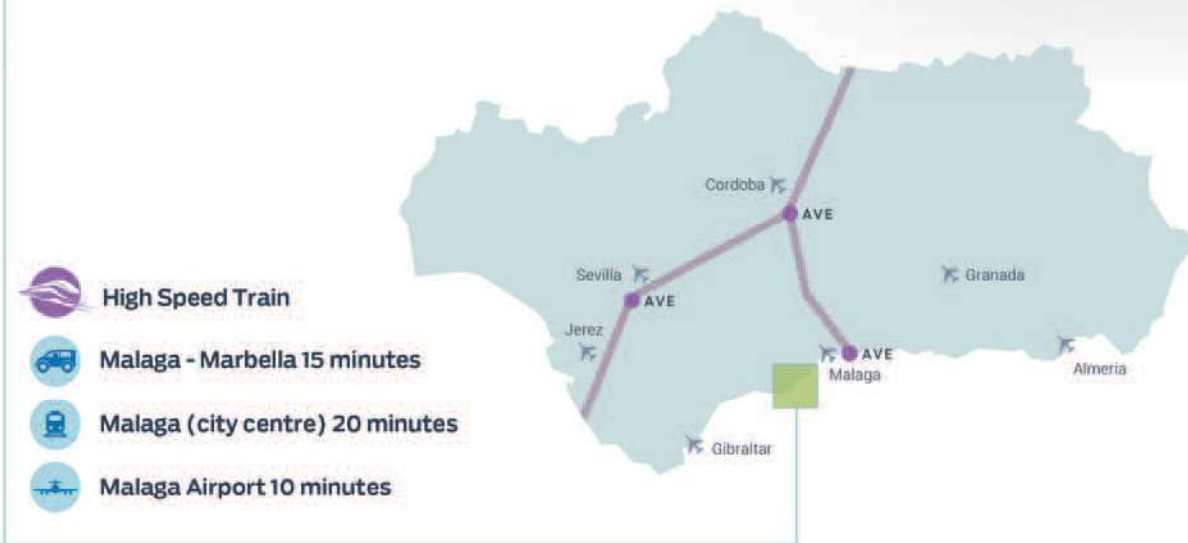 Cordoba
AVE
Sevilla
AVE
Granada
Jerez
AVE
Malaga
Almeria
Gibraltar
High Speed Train
Malaga - Marbella 15 minutes
Malaga (city centre) 20 minutes
Malaga Airport 10 minutes